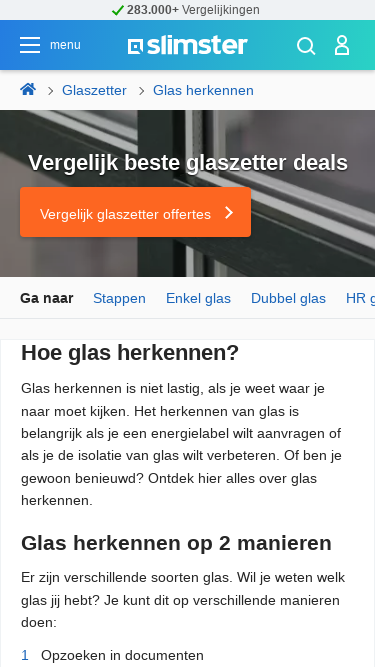 283.000+ Vergelijkingen
menu
slimster
Glaszetter
Glas herkennen
Vergelijk beste glaszetter deals
Vergelijk glaszetter offertes
Ga naar Stappen Enkel glas Dubbel glas HR g
Hoe glas herkennen?
Glas herkennen is niet lastig, als je weet waar je
naar moet kijken. Het herkennen van glas is
belangrijk als je een energielabel wilt aanvragen of
als je de isolatie van glas wilt verbeteren. Of ben je
gewoon benieuwd? Ontdek hier alles over glas
herkennen.
Glas herkennen op 2 manieren
Er zijn verschillende soorten glas. Wil je weten welk
glas jij hebt? Je kunt dit op verschillende manieren
doen:
1 Opzoeken in documenten